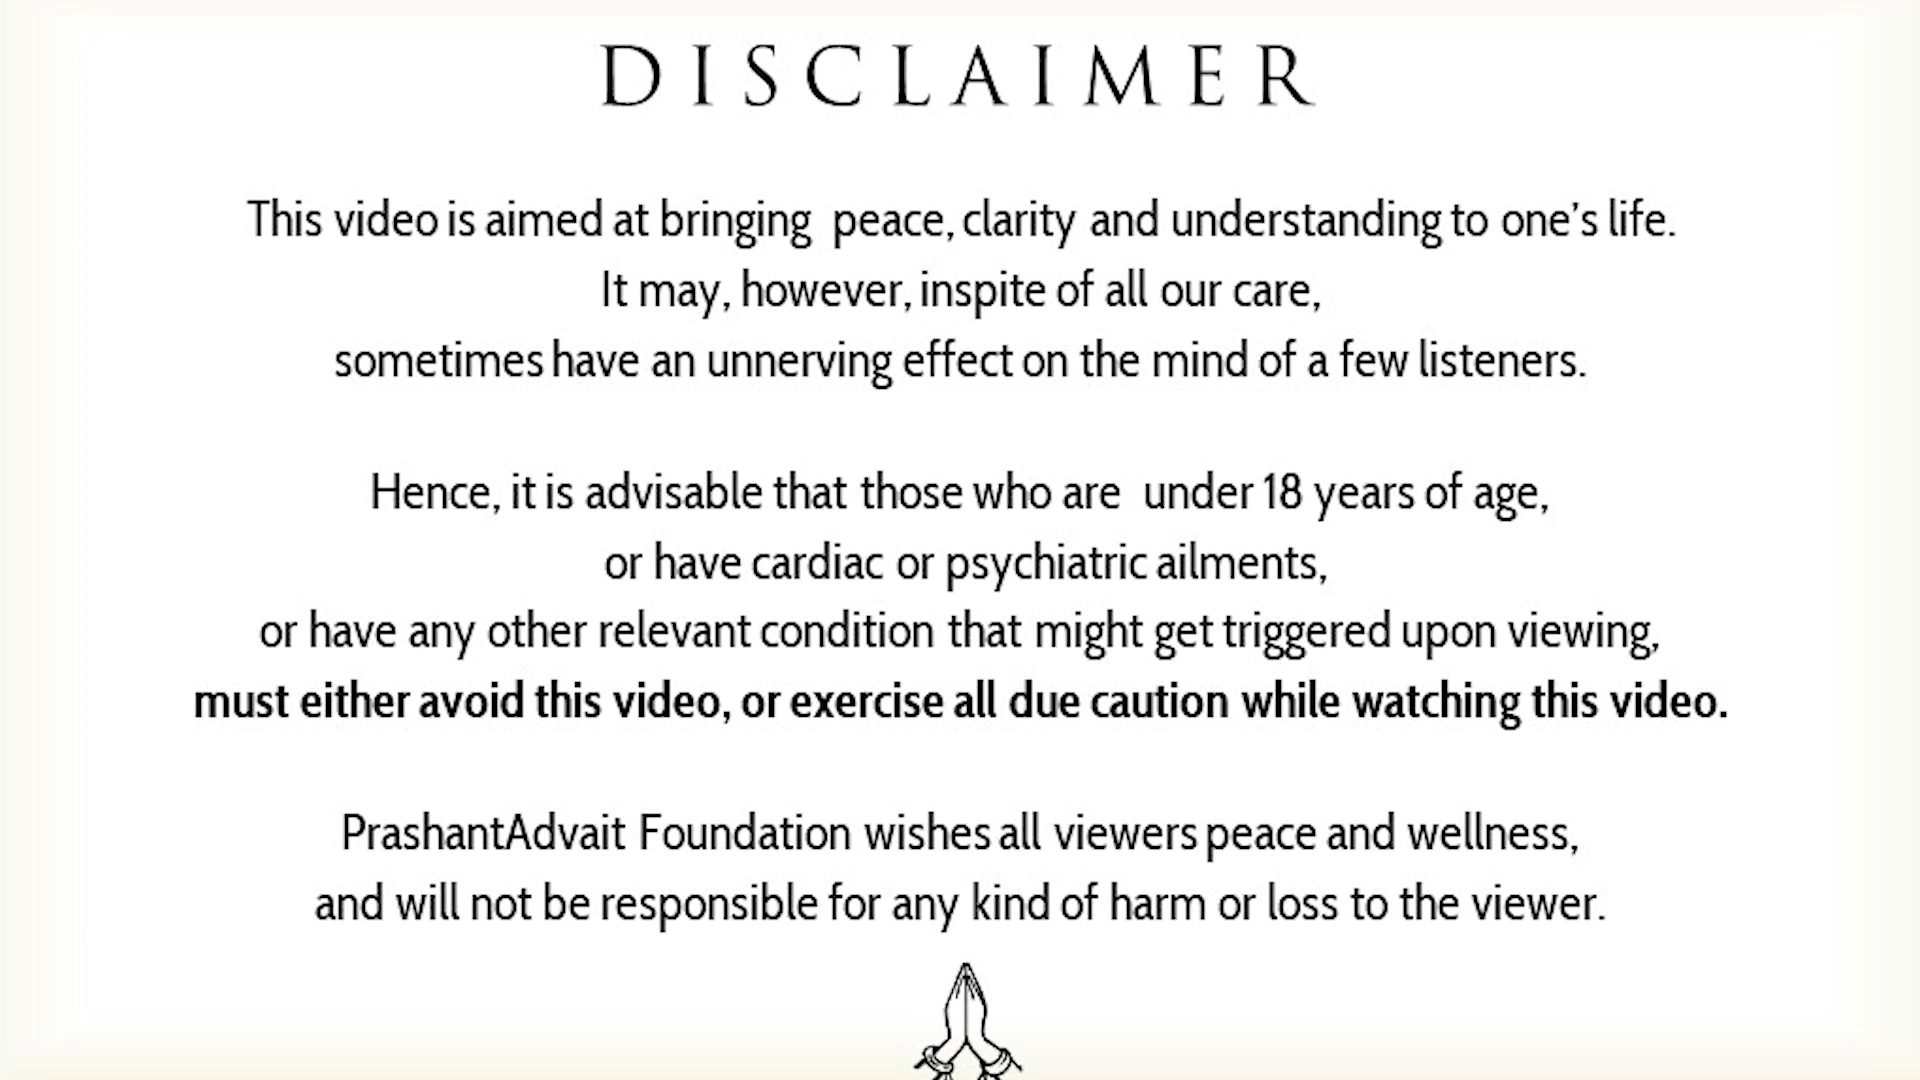 DISCLAIMER
This video is aimed at bringing peace, clarity and understanding to one’s life.
It may, however, inspite of all our care,
sometimes have an unnerving effect on the mind of a few listeners.
Hence, it is advisable that those who are under 18 years of age,
or have cardiac or psychiatric ailments,
or have any other relevant condition that might get triggered upon viewing,
must either avoid this video, or exercise all due caution while watching this video.
PrashantAdvait Foundation wishes all viewers peace and wellness,
and will not be responsible for any kind of harm or loss to the viewer.